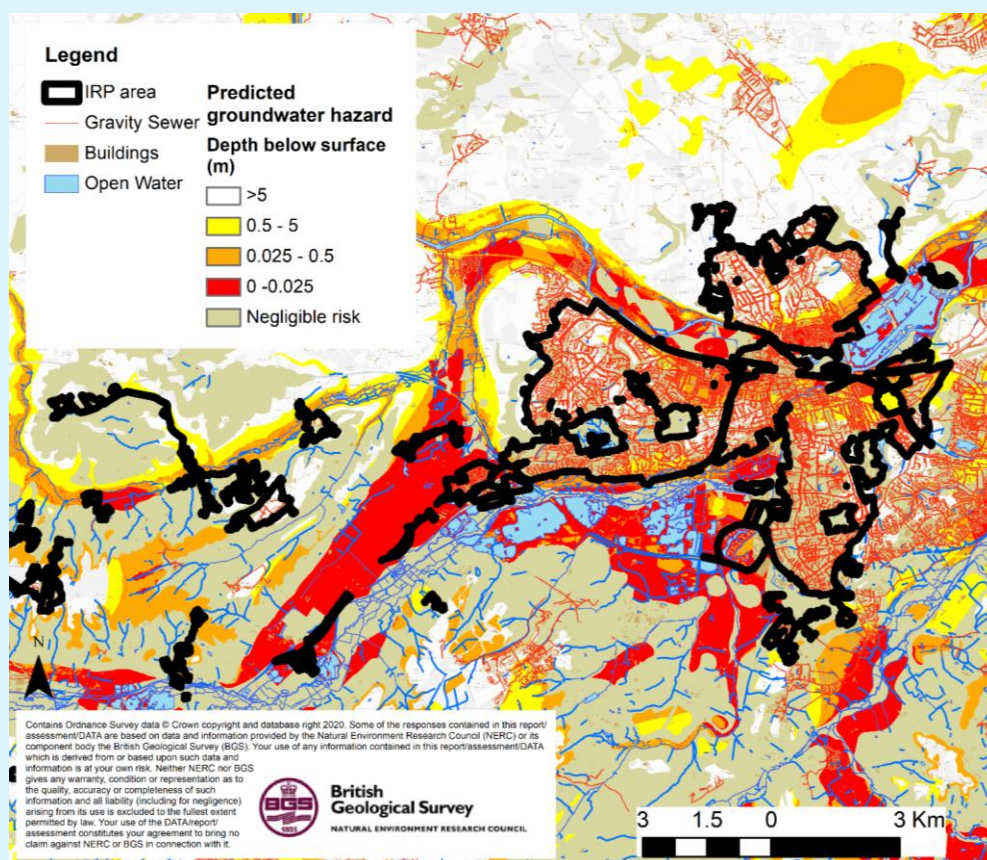 Legend
IRP area
Gravity Sewer
Buildings
Open Water
Predicted
groundwater hazard
Depth below surface
(m)
>5
0.5 - 5
0.025 - 0.5
0 -0.025
Negligible risk
N
Contains Ordnance Survey data © Crown copyright and database right 2020. Some of the responses contained in this report/
assessment/DATA are based on data and information provided by the Natural Environment Research Council (NERC) or its
component body the British Geological Survey (BGS). Your use of any information contained in this report/assessment/DATA
which is derived from or based upon such data and
information is at your own risk. Neither NERC nor BGS
gives any warranty, condition or representation as to
the quality, accuracy or completeness of such
information and all liability (including for negligence)
arising from its use is excluded to the fullest extent
permitted by law. Your use of the DATA/report/
assessment constitutes your agreement to bring no
claim against NERC or BGS in connection with it.
BGS
1835
British
Geological Survey
NATURAL ENVIRONMENT RESEARCH COUNCIL
3 1.5 0 3 Km